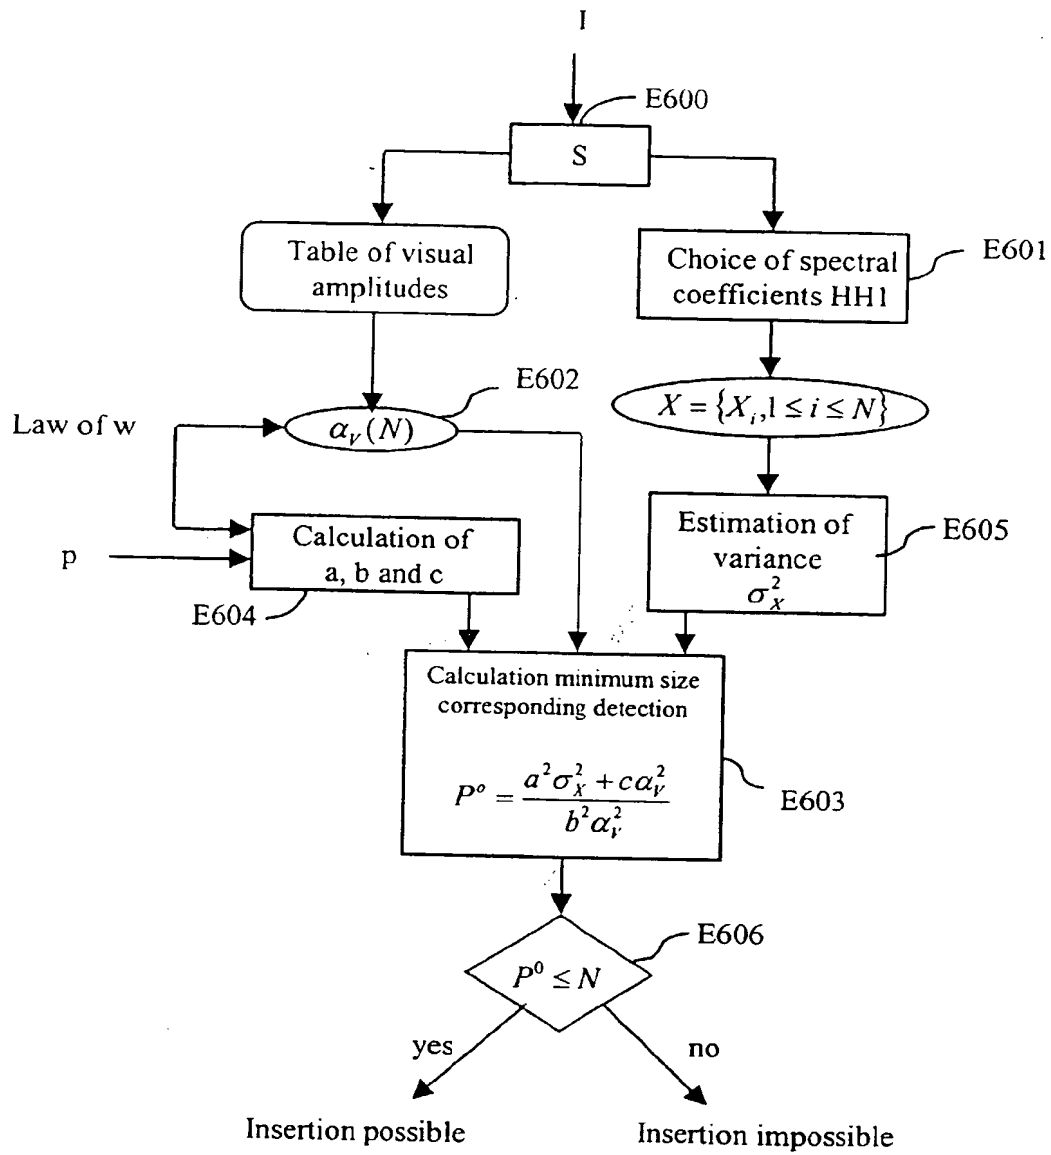 I
E600
S
Table of visual
amplitudes
Choice of spectral
coefficients HH1
E601
E602
X = {X_i, 1 ≤ i ≤ N}
Law of w
α_V(N)
Estimation of
variance
σ_X^2
E605
Calculation of
a, b and c
p
E604
Calculation minimum size
corresponding detection
P^o = (a^2 σ_X^2 + c α_V^2) / (b^2 α_V^2)
E603
E606
P^0 ≤ N
yes
no
Insertion possible
Insertion impossible